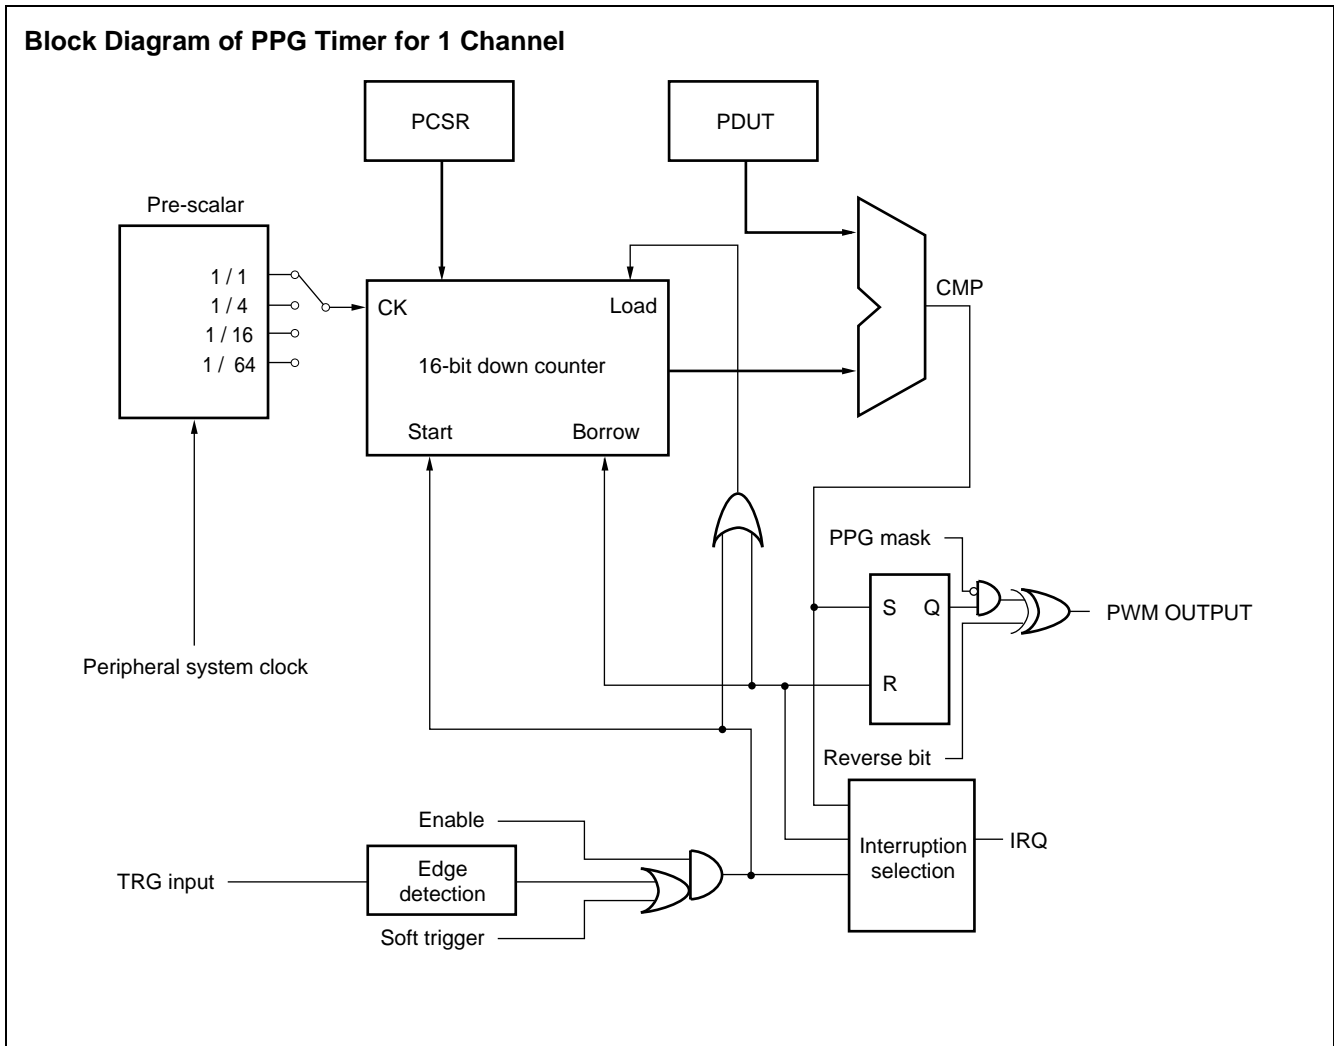 Block Diagram of PPG Timer for 1 Channel
PCSR
PDUT
Pre-scalar
1 / 1
1 / 4
1 / 16
1 / 64
CK
Load
16-bit down counter
Start
Borrow
CMP
PPG mask
S
Q
R
PWM OUTPUT
Peripheral system clock
Reverse bit
Enable
TRG input
Edge
detection
Soft trigger
Interruption
selection
IRQ